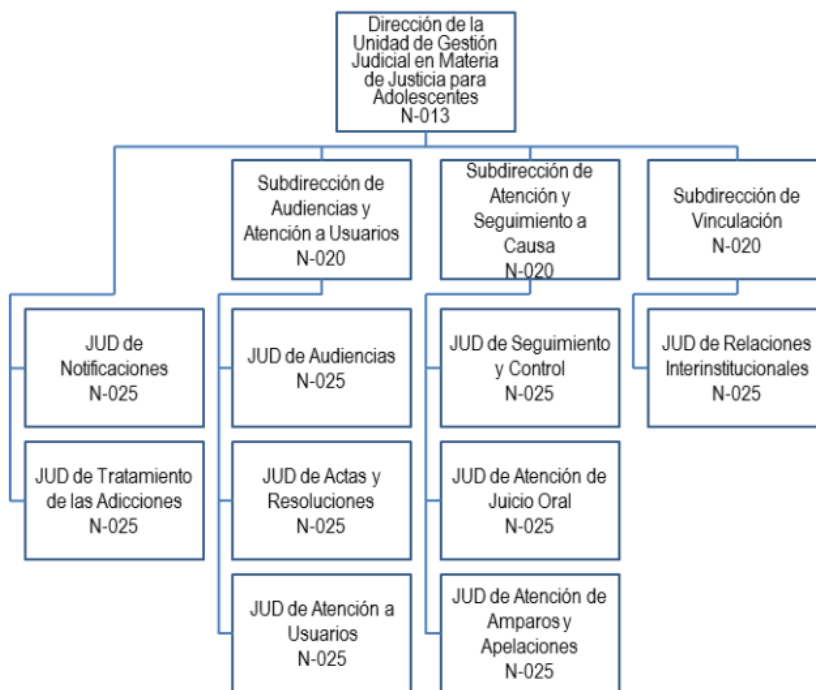 Dirección de la
Unidad de Gestión
Judicial en Materia
de Justicia para
Adolescentes
N-013
Subdirección de
Audiencias y
Atención a Usuarios
N-020
Subdirección de
Atención y
Seguimiento a
Causa
N-020
Subdirección de
Vinculación
N-020
JUD de
Notificaciones
N-025
JUD de Audiencias
N-025
JUD de Seguimiento
y Control
N-025
JUD de Relaciones
Interinstitucionales
N-025
JUD de Tratamiento
de las Adicciones
N-025
JUD de Actas y
Resoluciones
N-025
JUD de Atención de
Juicio Oral
N-025
JUD de Atención a
Usuarios
N-025
JUD de Atención de
Amparos y
Apelaciones
N-025